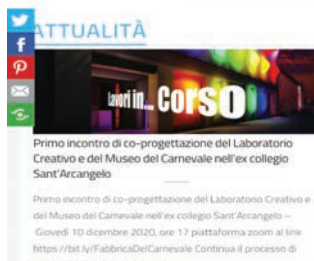 ATTUALITÀ
lavori in... CORSO
Primo incontro di co-progettazione del Laboratorio
Creativo e del Museo del Carnevale nell'ex collegio
Sant'Arcangelo
Primo incontro di co-progettazione del Laboratorio Creativo e
del Museo del Carnevale nell'ex collegio Sant'Arcangelo –
Giovedì 10 dicembre 2020, ore 17 piattaforma zoom al link
https://bit.ly/FabbricaDelCarnevale Continua il processo di